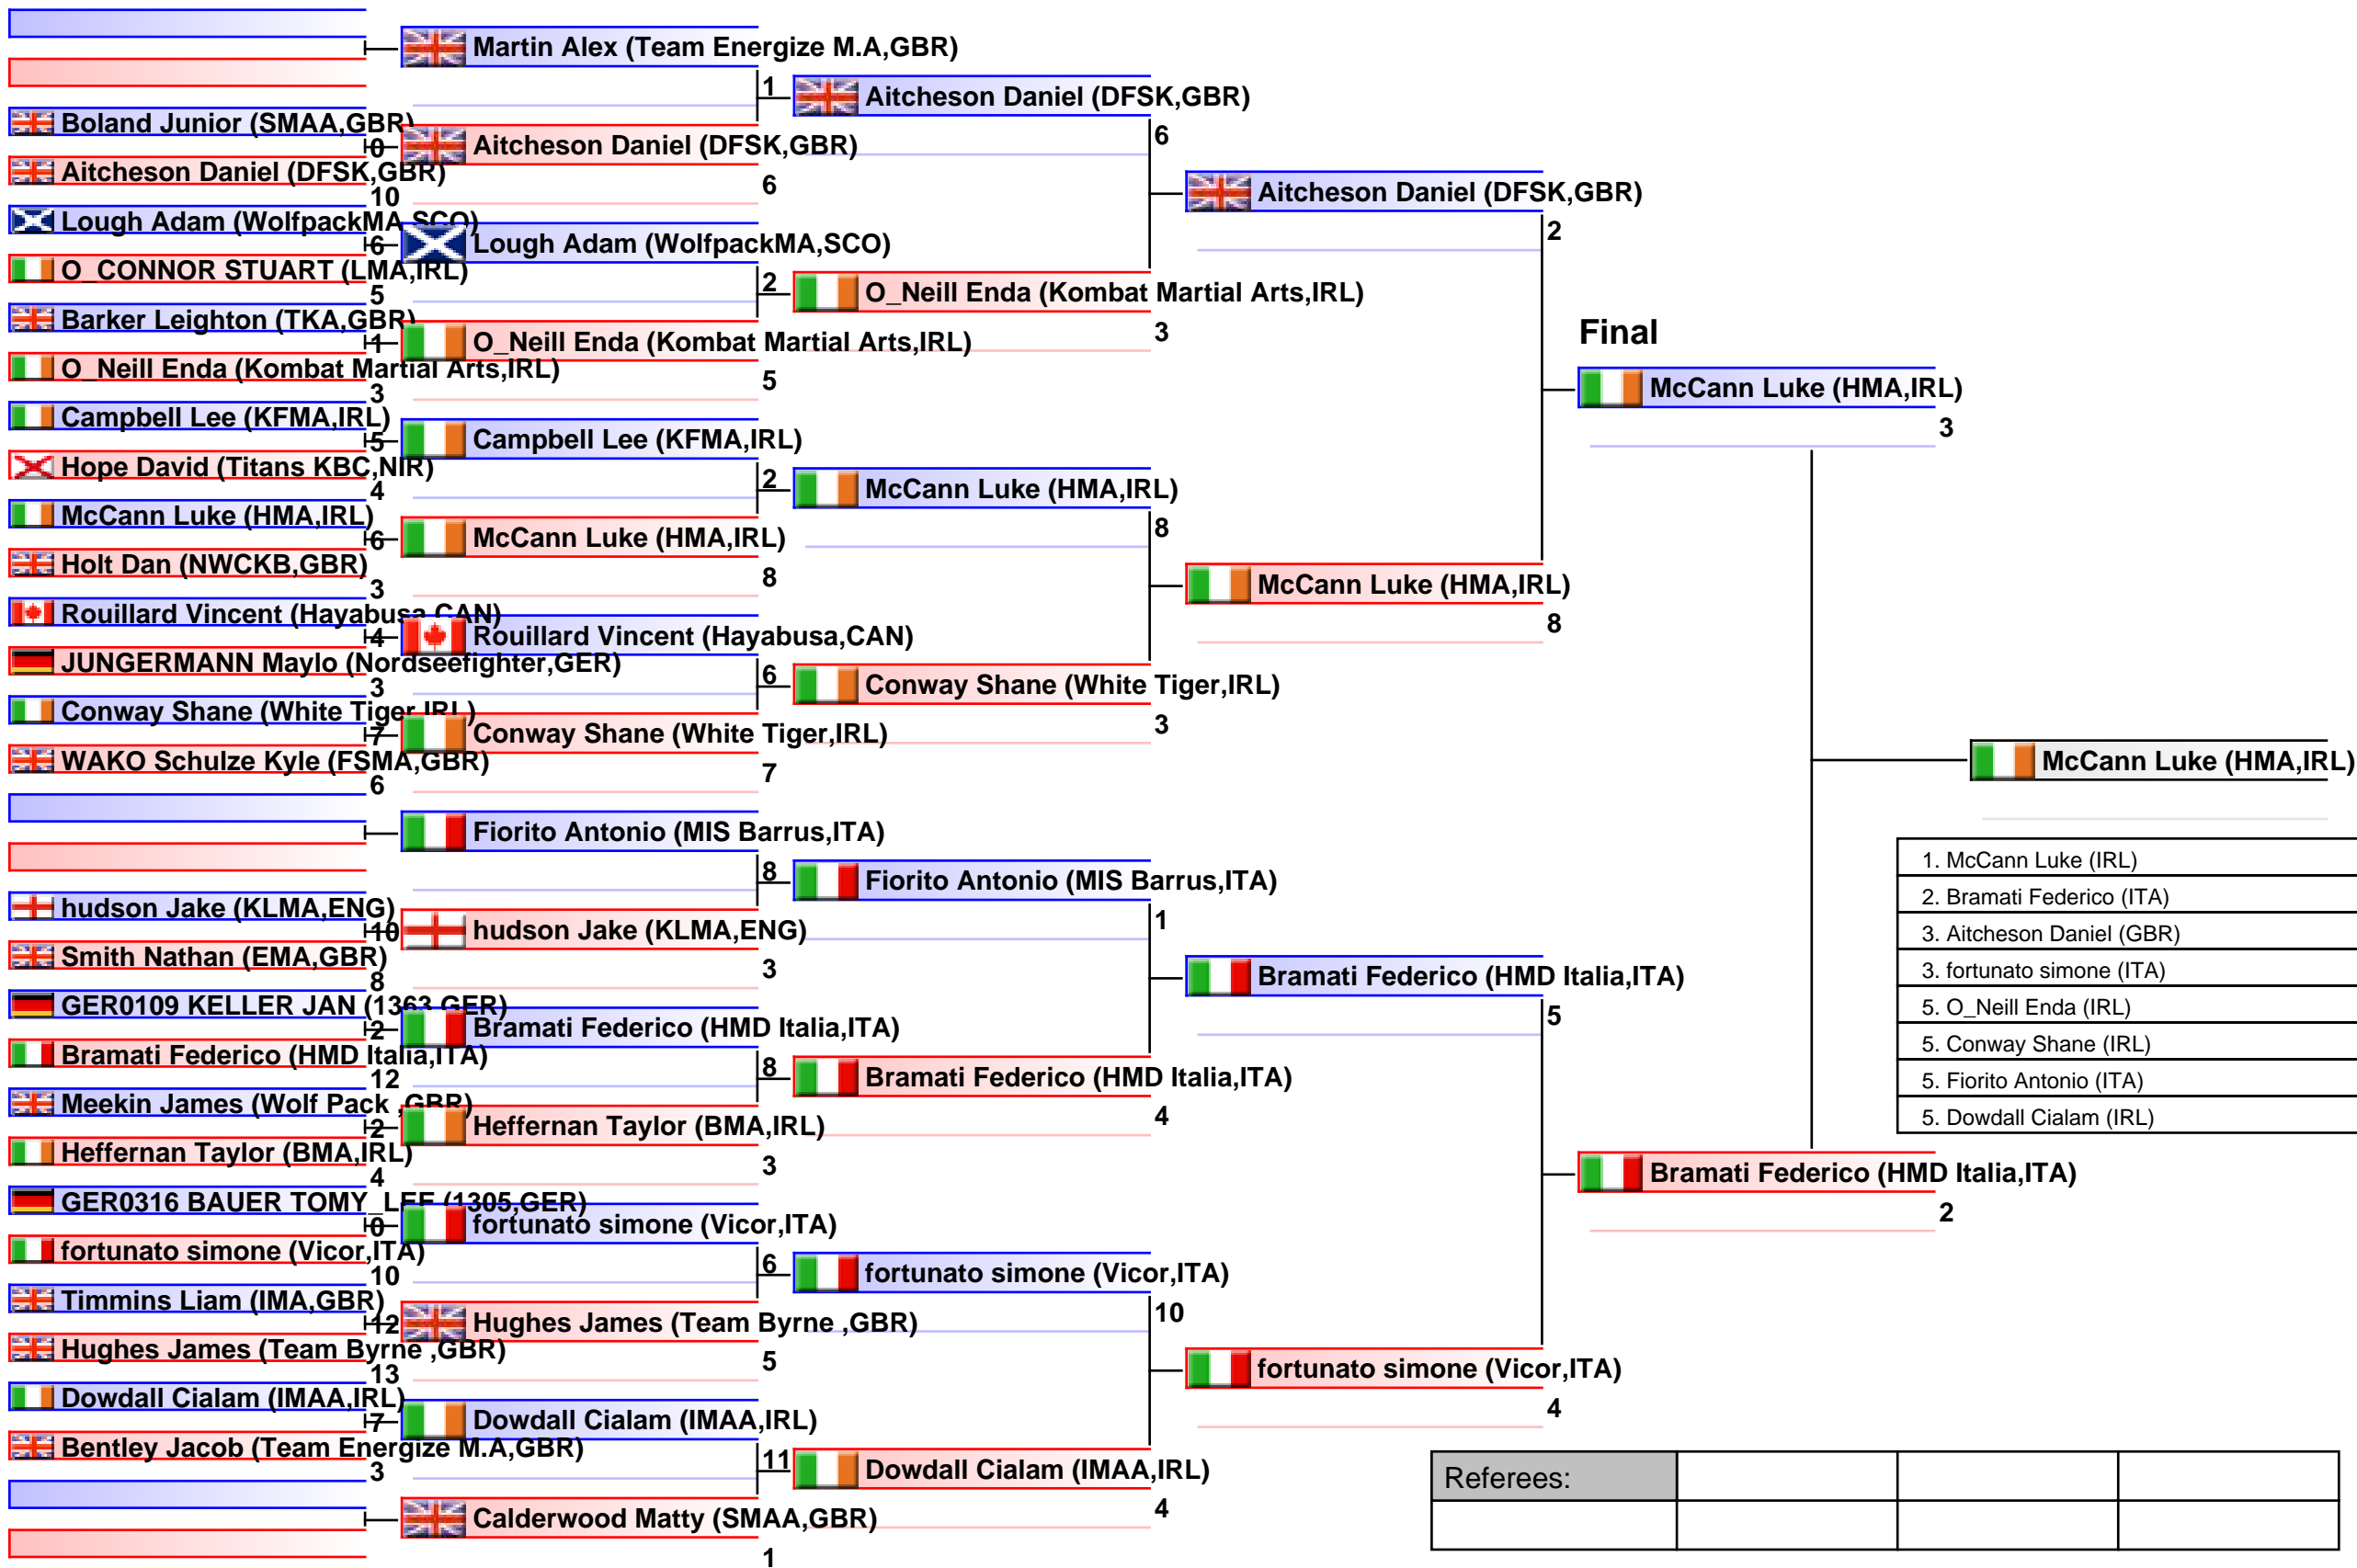 Boland Junior (SMAA,GBR)
0
Aitcheson Daniel (DFSK,GBR)
10
Lough Adam (WolfpackMA,SCO)
6
O_CONNOR STUART (LMA,IRL)
5
Barker Leighton (TKA,GBR)
1
O_Neill Enda (Kombat Martial Arts,IRL)
3
Campbell Lee (KFMA,IRL)
5
Hope David (Titans KBC,NIR)
4
McCann Luke (HMA,IRL)
6
Holt Dan (NWCKB,GBR)
3
Rouillard Vincent (Hayabusa,CAN)
4
JUNGERMANN Maylo (Nordseefighter,GER)
3
Conway Shane (White Tiger,IRL)
7
WAKO Schulze Kyle (FSMA,GBR)
6
hudson Jake (KLMA,ENG)
10
Smith Nathan (EMA,GBR)
8
GER0109 KELLER JAN (1363,GER)
2
Bramati Federico (HMD Italia,ITA)
12
Meekin James (Wolf Pack ,GBR)
2
Heffernan Taylor (BMA,IRL)
4
GER0316 BAUER TOMY_LEE (1305,GER)
0
fortunato simone (Vicor,ITA)
10
Timmins Liam (IMA,GBR)
12
Hughes James (Team Byrne ,GBR)
13
Dowdall Cialam (IMAA,IRL)
7
Bentley Jacob (Team Energize M.A,GBR)
3
Martin Alex (Team Energize M.A,GBR)
1
Aitcheson Daniel (DFSK,GBR)
6
Lough Adam (WolfpackMA,SCO)
2
O_Neill Enda (Kombat Martial Arts,IRL)
5
Campbell Lee (KFMA,IRL)
2
McCann Luke (HMA,IRL)
8
Rouillard Vincent (Hayabusa,CAN)
6
Conway Shane (White Tiger,IRL)
7
Fiorito Antonio (MIS Barrus,ITA)
8
hudson Jake (KLMA,ENG)
3
Bramati Federico (HMD Italia,ITA)
8
Heffernan Taylor (BMA,IRL)
3
fortunato simone (Vicor,ITA)
6
Hughes James (Team Byrne ,GBR)
5
Dowdall Cialam (IMAA,IRL)
11
Calderwood Matty (SMAA,GBR)
1
Aitcheson Daniel (DFSK,GBR)
6
O_Neill Enda (Kombat Martial Arts,IRL)
3
McCann Luke (HMA,IRL)
8
Conway Shane (White Tiger,IRL)
3
Fiorito Antonio (MIS Barrus,ITA)
1
Bramati Federico (HMD Italia,ITA)
4
fortunato simone (Vicor,ITA)
10
Dowdall Cialam (IMAA,IRL)
4
Aitcheson Daniel (DFSK,GBR)
2
McCann Luke (HMA,IRL)
8
Bramati Federico (HMD Italia,ITA)
5
fortunato simone (Vicor,ITA)
4
Final
McCann Luke (HMA,IRL)
3
Bramati Federico (HMD Italia,ITA)
2
McCann Luke (HMA,IRL)
1. McCann Luke (IRL)
2. Bramati Federico (ITA)
3. Aitcheson Daniel (GBR)
3. fortunato simone (ITA)
5. O_Neill Enda (IRL)
5. Conway Shane (IRL)
5. Fiorito Antonio (ITA)
5. Dowdall Cialam (IRL)
Referees: